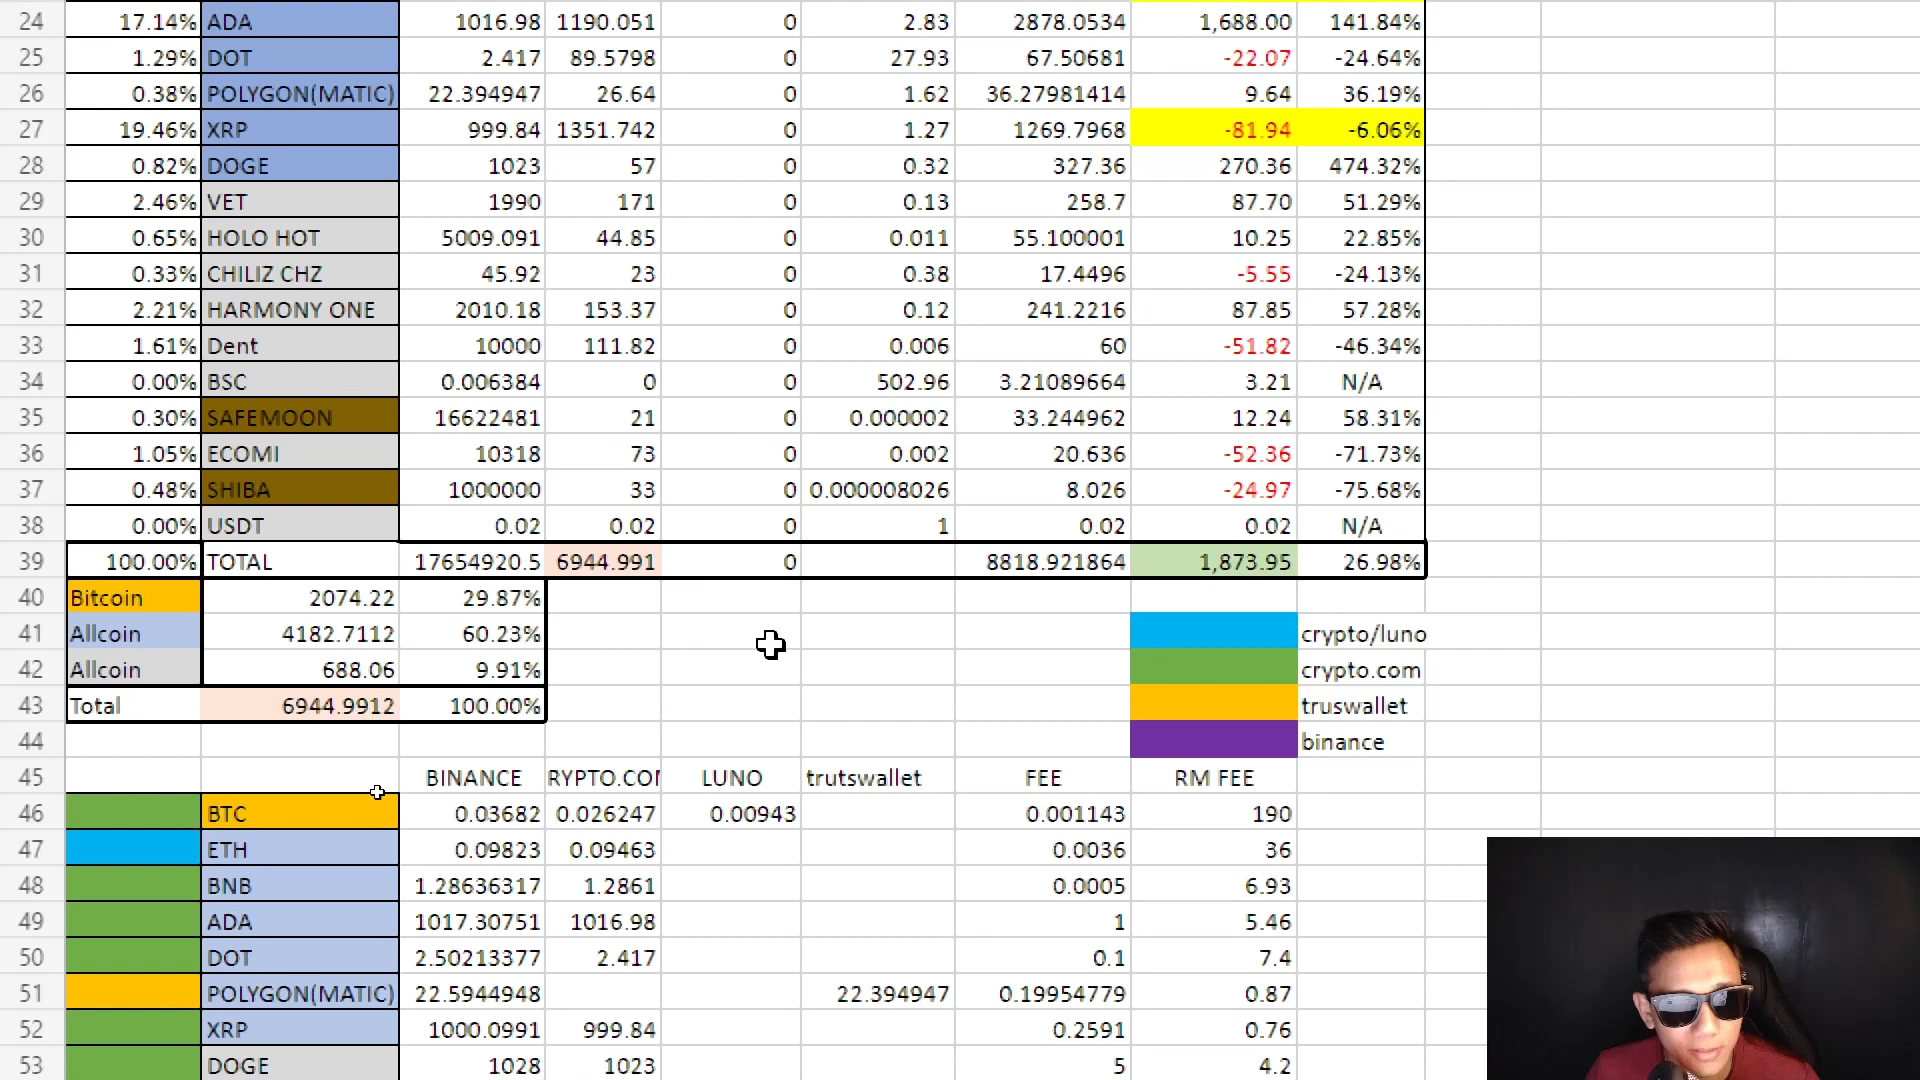 24 17.14% ADA 1016.98 1190.051 0 2.83 2878.0534 1,688.00 141.84%
25 1.29% DOT 2.417 89.5798 0 27.93 67.50681 -22.07 -24.64%
26 0.38% POLYGON(MATIC) 22.394947 26.64 0 1.62 36.27981414 9.64 36.19%
27 19.46% XRP 999.84 1351.742 0 1.27 1269.7968 -81.94 -6.06%
28 0.82% DOGE 1023 57 0 0.32 327.36 270.36 474.32%
29 2.46% VET 1990 171 0 0.13 258.7 87.70 51.29%
30 0.65% HOLO HOT 5009.091 44.85 0 0.011 55.100001 10.25 22.85%
31 0.33% CHILIZ CHZ 45.92 23 0 0.38 17.4496 -5.55 -24.13%
32 2.21% HARMONY ONE 2010.18 153.37 0 0.12 241.2216 87.85 57.28%
33 1.61% Dent 10000 111.82 0 0.006 60 -51.82 -46.34%
34 0.00% BSC 0.006384 0 0 502.96 3.21089664 3.21 N/A
35 0.30% SAFEMOON 16622481 21 0 0.000002 33.244962 12.24 58.31%
36 1.05% ECOMI 10318 73 0 0.002 20.636 -52.36 -71.73%
37 0.48% SHIBA 1000000 33 0 0.000008026 8.026 -24.97 -75.68%
38 0.00% USDT 0.02 0.02 0 1 0.02 0.02 N/A
39 100.00% TOTAL 17654920.5 6944.991 0 8818.921864 1,873.95 26.98%
40 Bitcoin 2074.22 29.87%
41 Allcoin 4182.7112 60.23% crypto/luno
42 Allcoin 688.06 9.91% crypto.com
43 Total 6944.9912 100.00% truswallet
44 binance
45 BINANCE RYPTO.COM LUNO trutswallet FEE RM FEE
46 BTC 0.03682 0.026247 0.00943 0.001143 190
47 ETH 0.09823 0.09463 0.0036 36
48 BNB 1.28636317 1.2861 0.0005 6.93
49 ADA 1017.30751 1016.98 1 5.46
50 DOT 2.50213377 2.417 0.1 7.4
51 POLYGON(MATIC) 22.5944948 22.394947 0.19954779 0.87
52 XRP 1000.0991 999.84 0.2591 0.76
53 DOGE 1028 1023 5 4.2